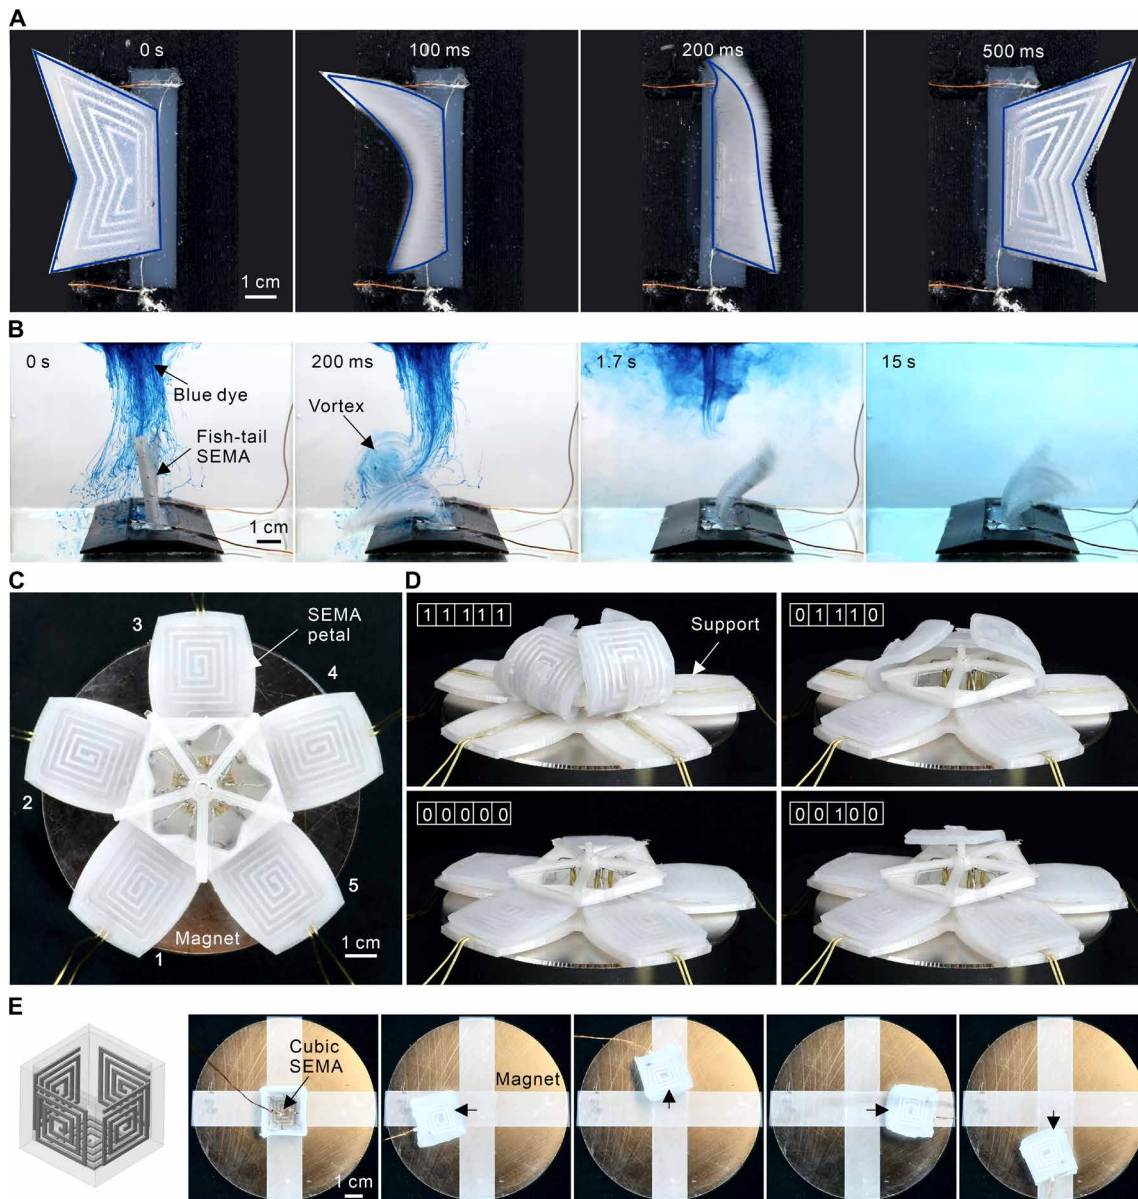 A
0 s
100 ms
200 ms
500 ms
1 cm
B
0 s
200 ms
1.7 s
15 s
Blue dye
Vortex
Fish-tail
SEMA
1 cm
C
D
SEMA
petal
3
4
2
5
1
Magnet
1 cm
1 1 1 1 1
Support
0 1 1 1 0
0 0 0 0 0
0 0 1 0 0
E
Cubic
SEMA
Magnet
1 cm